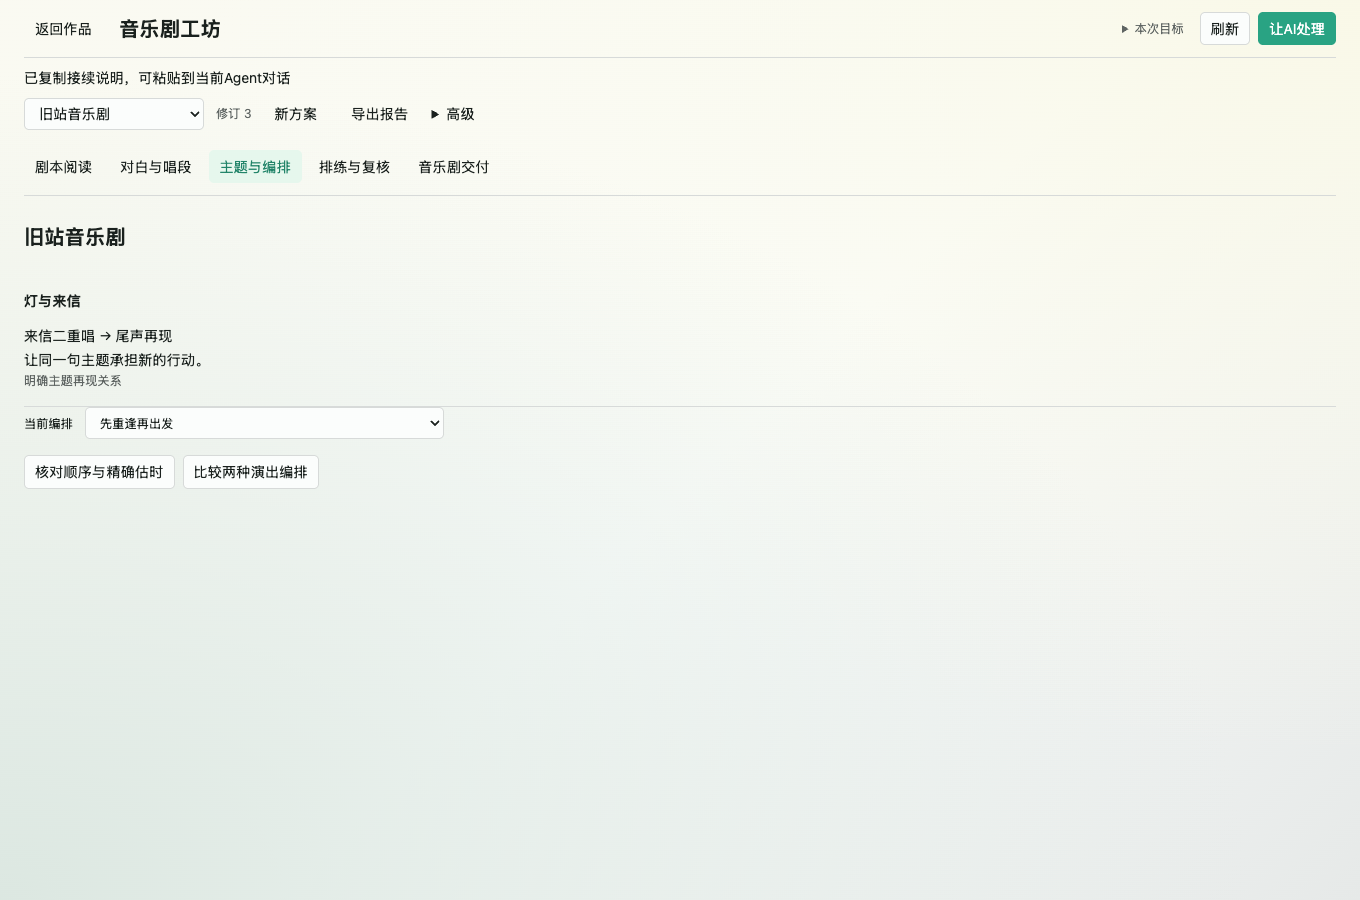 返回作品 音乐剧工坊 ▶ 本次目标 刷新 让AI处理
已复制接续说明，可粘贴到当前Agent对话
旧站音乐剧 修订 3 新方案 导出报告 ▶ 高级
剧本阅读 对白与唱段 主题与编排 排练与复核 音乐剧交付
旧站音乐剧
灯与来信
来信二重唱 → 尾声再现
让同一句主题承担新的行动。
明确主题再现关系
当前编排 先重逢再出发
核对顺序与精确估时 比较两种演出编排